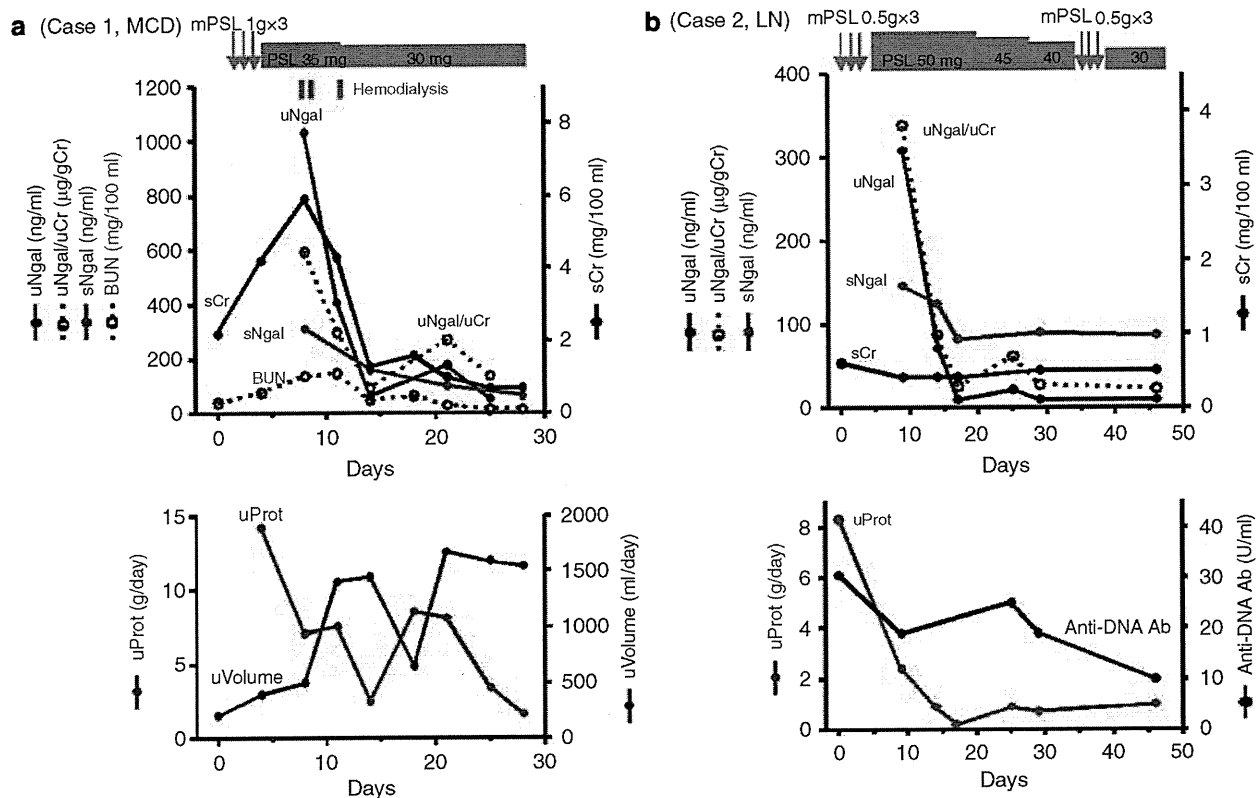 a (Case 1, MCD)
mPSL 1g×3
PSL 35 mg
30 mg
Hemodialysis
1200
1000
800
600
400
200
0
8
6
4
2
0
uNgal (ng/ml)
uNgal/uCr (µg/gCr)
sNgal (ng/ml)
BUN (mg/100 ml)
sCr (mg/100 ml)
uNgal
sCr
sNgal
uNgal/uCr
BUN
0 10 20 30
Days
15
10
5
0
2000
1500
1000
500
0
uProt (g/day)
uVolume (ml/day)
uProt
uVolume
0 10 20 30
Days
b (Case 2, LN)
mPSL 0.5g×3
mPSL 0.5g×3
PSL 50 mg
45
40
30
400
300
200
100
0
4
3
2
1
0
uNgal (ng/ml)
uNgal/uCr (µg/gCr)
sNgal (ng/ml)
sCr (mg/100 ml)
uNgal/uCr
uNgal
sNgal
sCr
0 10 20 30 40 50
Days
8
6
4
2
0
40
30
20
10
0
uProt (g/day)
Anti-DNA Ab (U/ml)
uProt
Anti-DNA Ab
0 10 20 30 40 50
Days